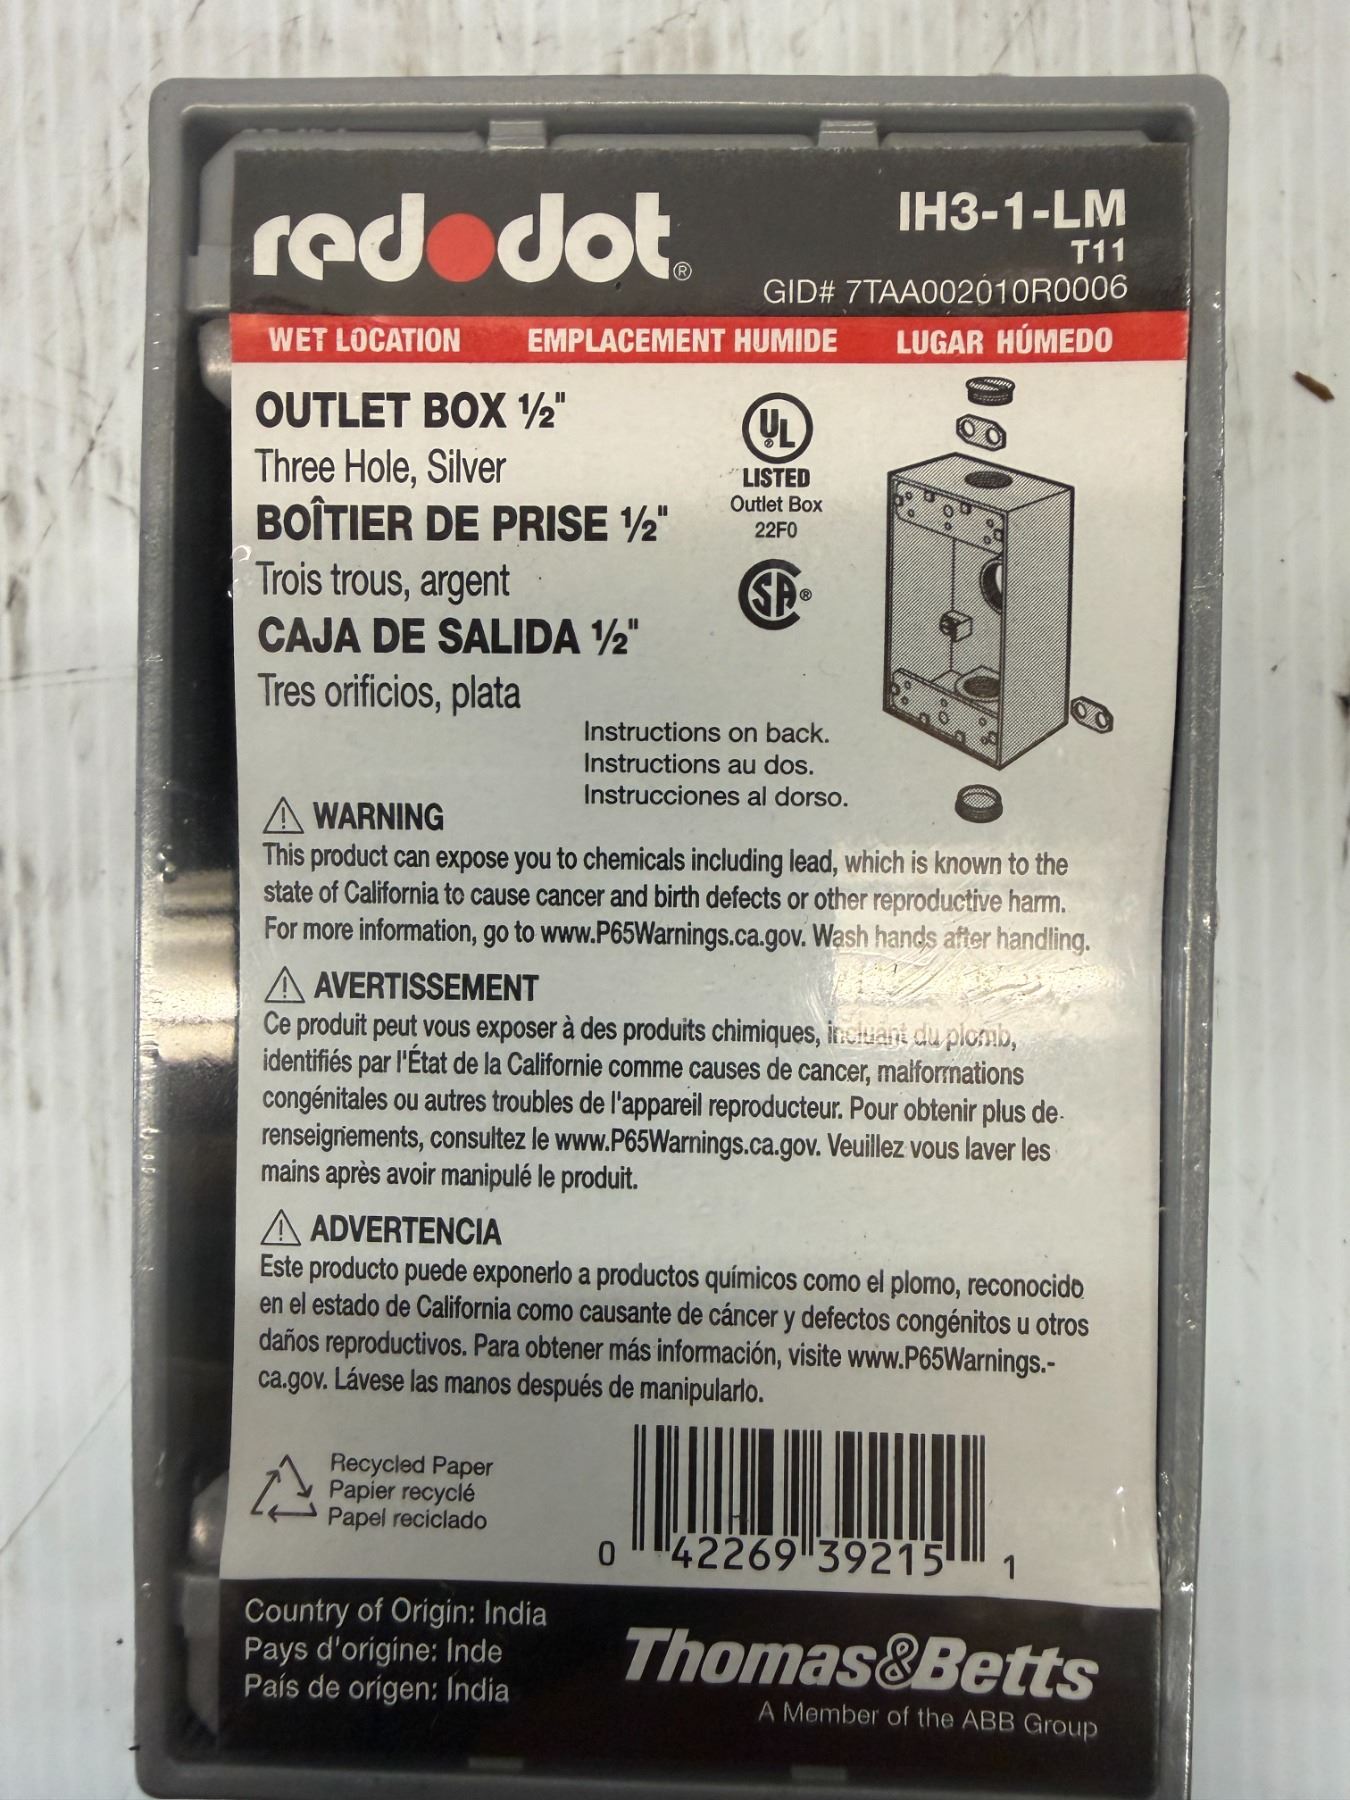 red dot®
IH3-1-LM
T11
GID# 7TAA002010R0006
WET LOCATION EMPLACEMENT HUMIDE LUGAR HÚMEDO
OUTLET BOX ½"
Three Hole, Silver
BOÎTIER DE PRISE ½"
Trois trous, argent
CAJA DE SALIDA ½"
Tres orificios, plata
UL
LISTED
Outlet Box
22F0
CSA®
Instructions on back.
Instructions au dos.
Instrucciones al dorso.
⚠ WARNING
This product can expose you to chemicals including lead, which is known to the
state of California to cause cancer and birth defects or other reproductive harm.
For more information, go to www.P65Warnings.ca.gov. Wash hands after handling.
⚠ AVERTISSEMENT
Ce produit peut vous exposer à des produits chimiques, incluant du plomb,
identifiés par l'État de la Californie comme causes de cancer, malformations
congénitales ou autres troubles de l'appareil reproducteur. Pour obtenir plus de
renseignements, consultez le www.P65Warnings.ca.gov. Veuillez vous laver les
mains après avoir manipulé le produit.
⚠ ADVERTENCIA
Este producto puede exponerlo a productos químicos como el plomo, reconocido
en el estado de California como causante de cáncer y defectos congénitos u otros
daños reproductivos. Para obtener más información, visite www.P65Warnings.-
ca.gov. Lávese las manos después de manipularlo.
Recycled Paper
Papier recyclé
Papel reciclado
0 42269 39215 1
Country of Origin: India
Pays d'origine: Inde
País de origen: India
Thomas&Betts
A Member of the ABB Group